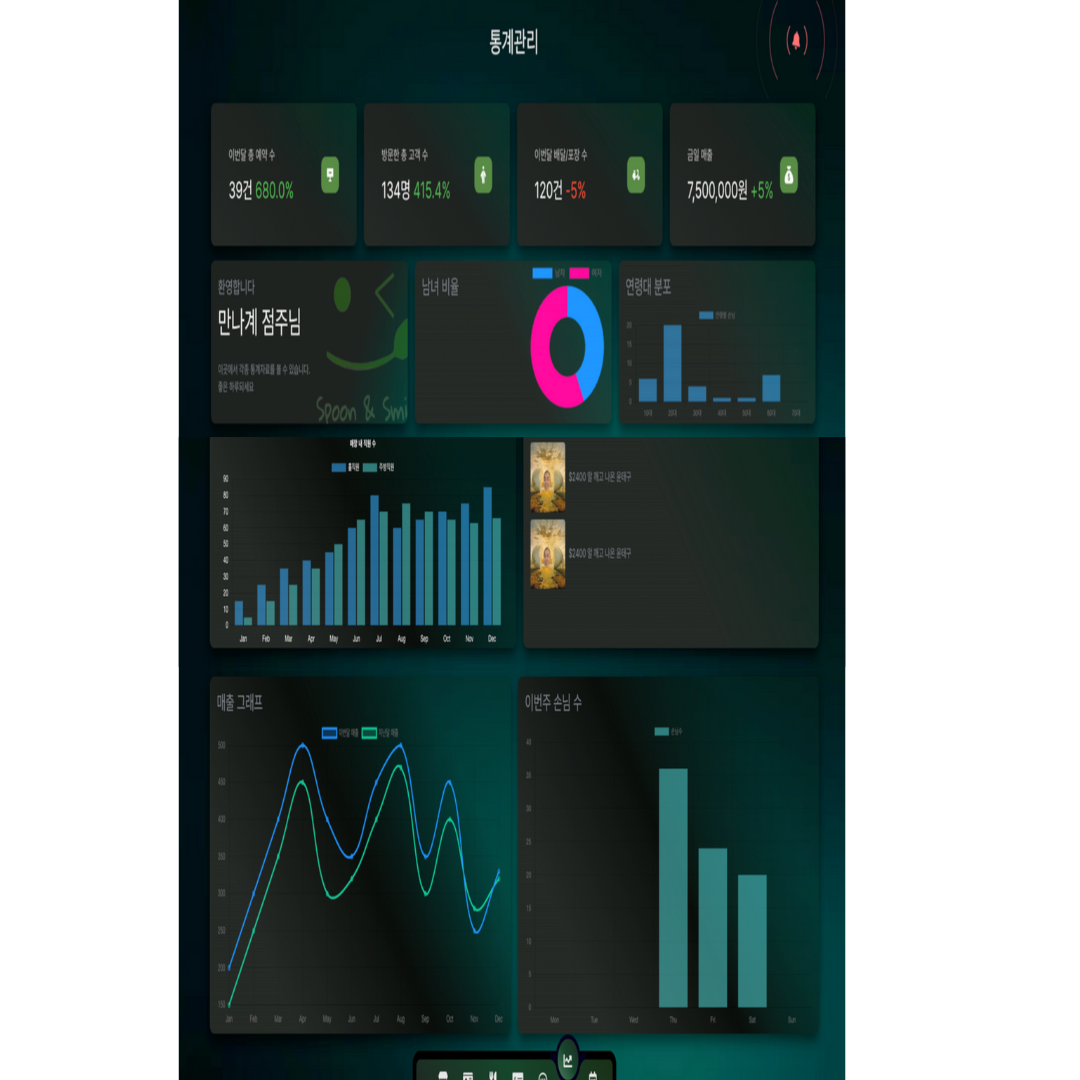 통계관리
이번달 총 예약 수
39건 680.0%
방문한 총 고객 수
134명 415.4%
이번달 배달/포장 수
120건 -5%
금일 매출
7,500,000원 +5%
환영합니다
만나계 점주님
이곳에서 각종 통계자료를 볼 수 있습니다.
좋은 하루되세요
Spoon & Smi
남녀 비율
남자 여자
연령대 분포
연령별 손님
20
15
10
5
0
10대 20대 30대 40대 50대 60대 70대
매장 내 직원 수
홀직원 주방직원
90
80
70
60
50
40
30
20
10
0
Jan Feb Mar Apr May Jun Jul Aug Sep Oct Nov Dec
$2400 알 깨고 나온 윤태구
$2400 알 깨고 나온 윤태구
매출 그래프
이번달 매출 지난달 매출
500
450
400
350
300
250
200
150
Jan Feb Mar Apr May Jun Jul Aug Sep Oct Nov Dec
이번주 손님 수
손님수
40
35
30
25
20
15
10
5
0
Mon Tue Wed Thu Fri Sat Sun